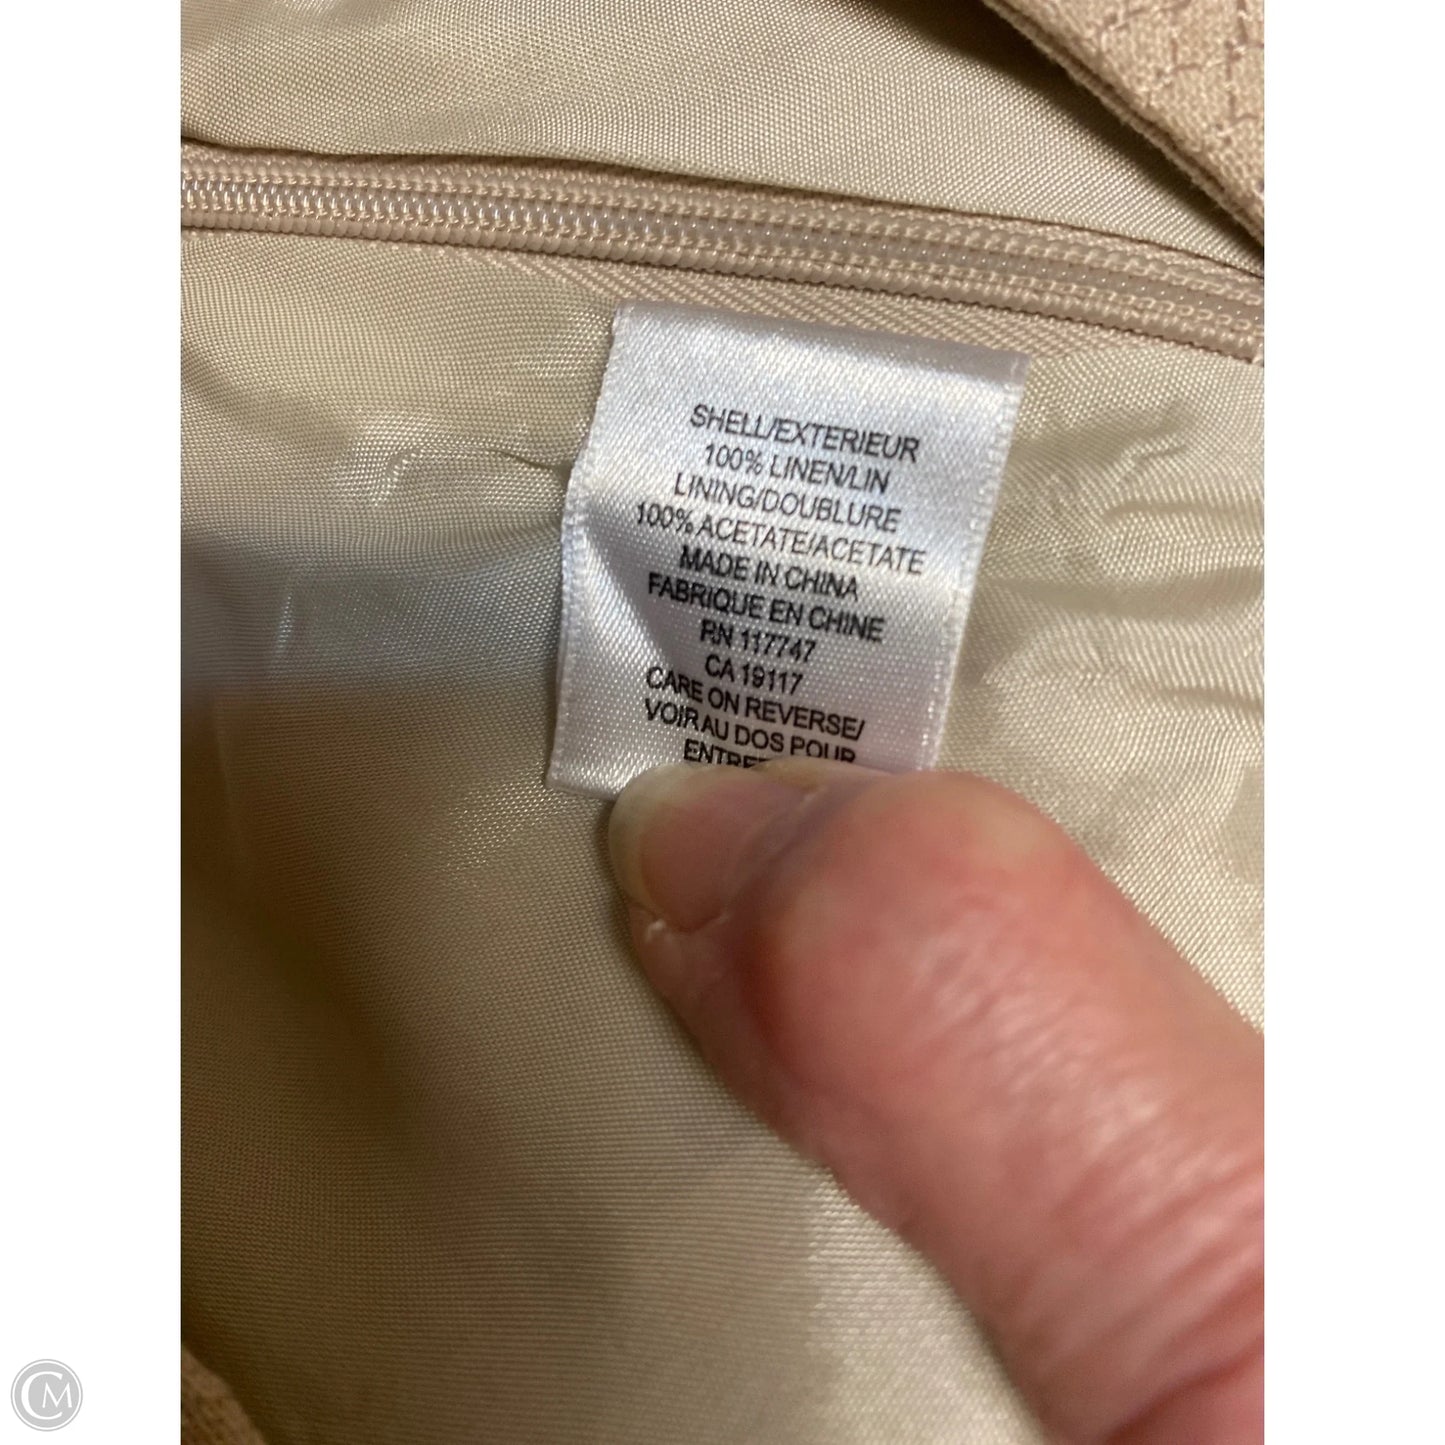 SHELL/EXTERIEUR
100% LINEN/LIN
LINING/DOUBLURE
100% ACETATE/ACETATE
MADE IN CHINA
FABRIQUE EN CHINE
RN 117747
CA 19117
CARE ON REVERSE/
VOIR AU DOS POUR
CM